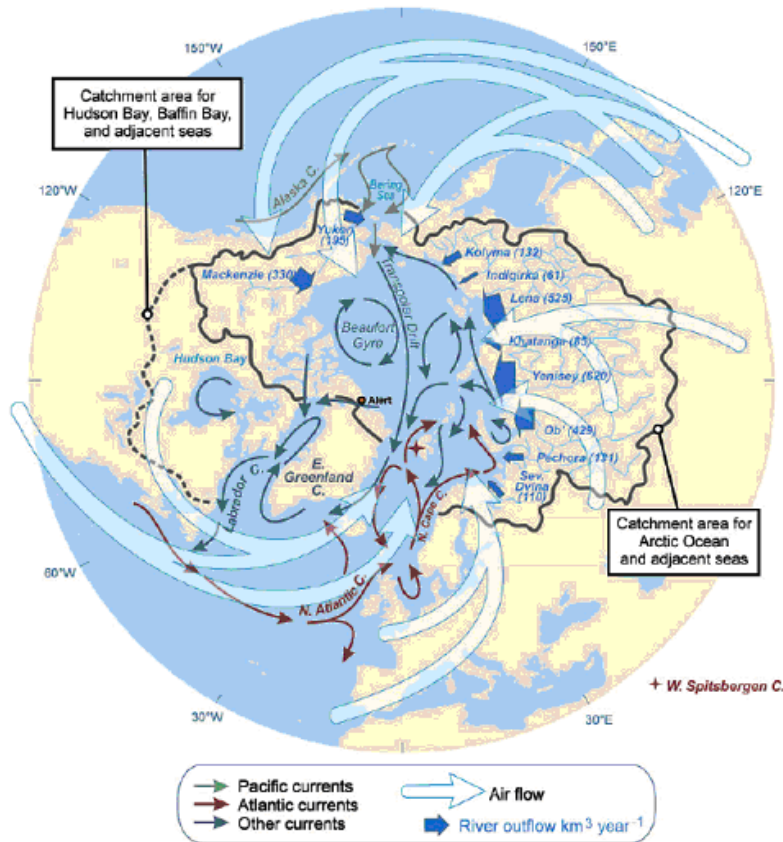 150°W
150°E
Catchment area for
Hudson Bay, Baffin Bay,
and adjacent seas
120°W
120°E
Alaska C.
Bering
Sea
Yukon
(195)
Kolyma (132)
Mackenzie (330)
Indigirka (61)
Transpolar Drift
Lena (525)
Beaufort
Gyre
Khatanga (85)
Hudson Bay
Yenisey (620)
Alert
Ob' (429)
E.
Greenland
C.
Pechora (131)
Sev.
Dvina
(110)
Labrador C.
N. Cape C.
Catchment area for
Arctic Ocean
and adjacent seas
60°W
N. Atlantic C.
W. Spitsbergen C.
30°W
30°E
Pacific currents
Atlantic currents
Other currents
Air flow
River outflow km³ year⁻¹